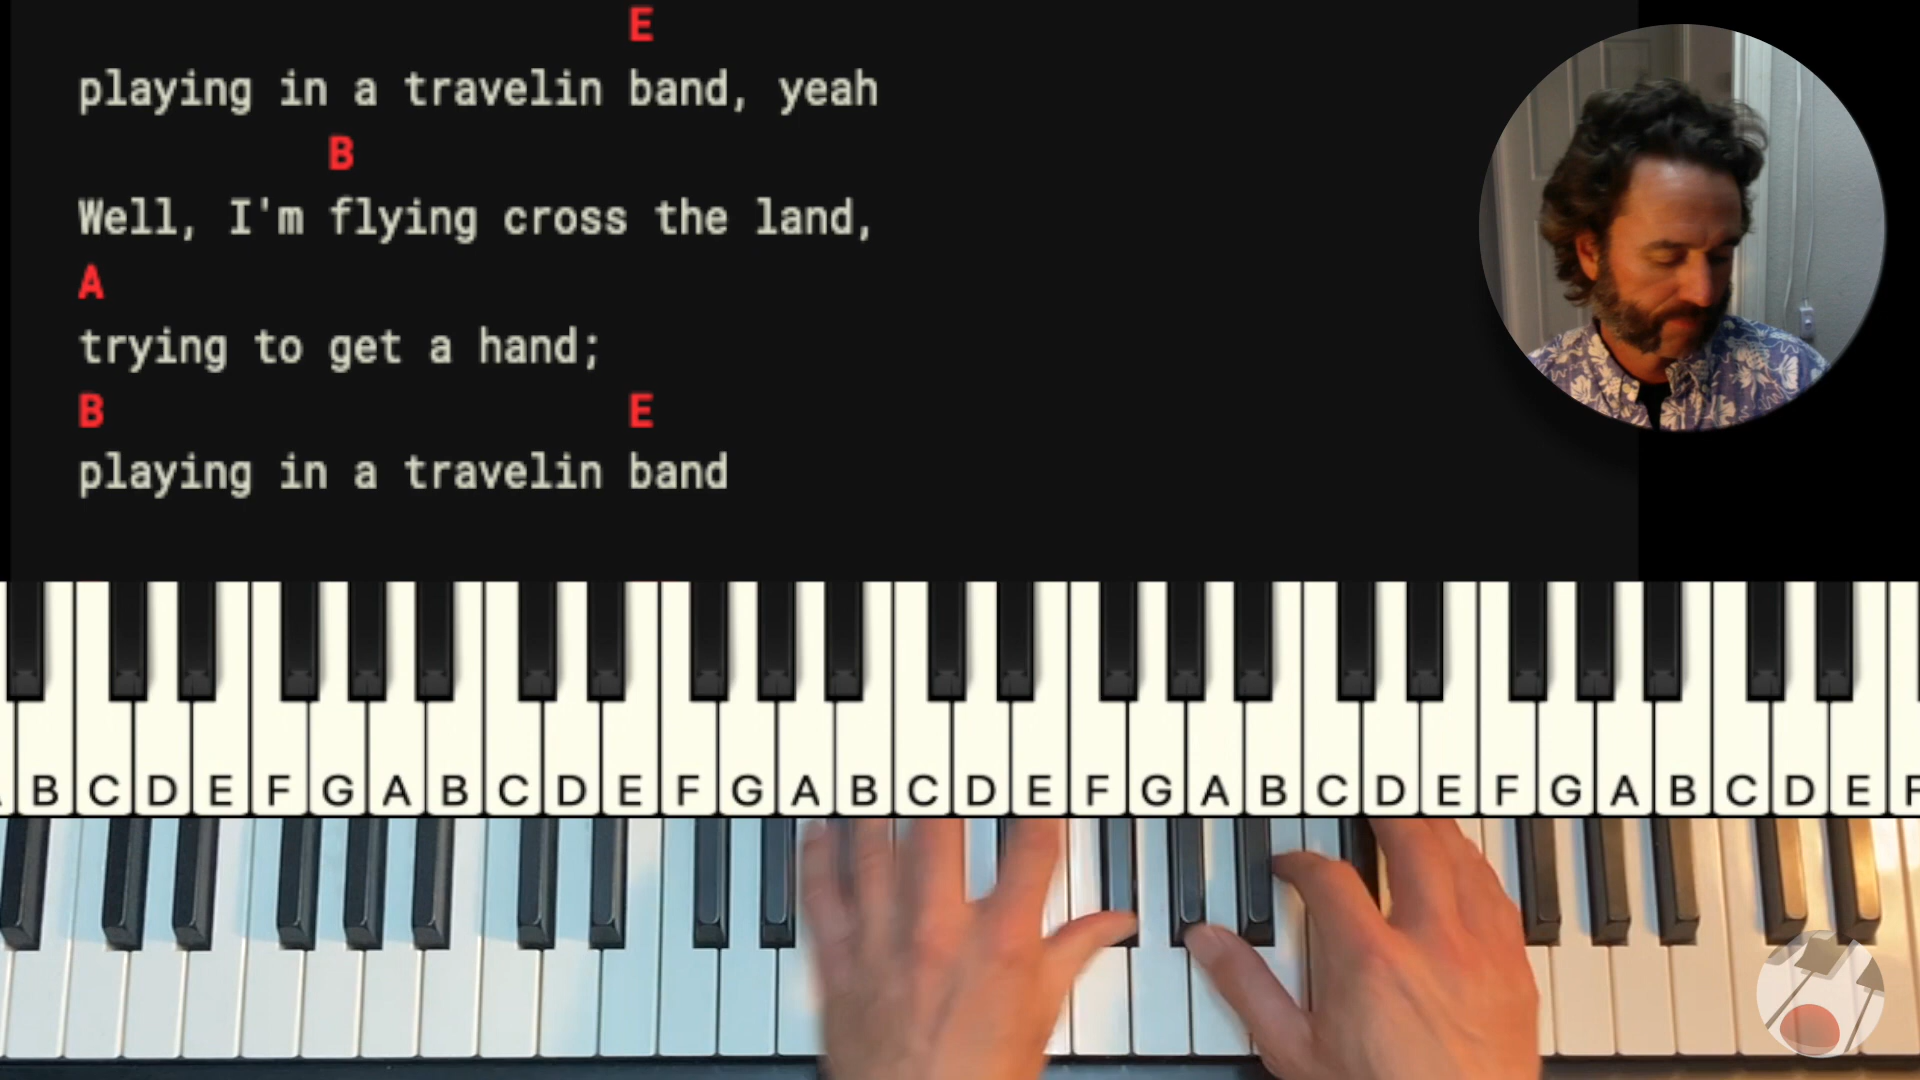 E
playing in a travelin band, yeah
B
Well, I'm flying cross the land,
A
trying to get a hand;
B E
playing in a travelin band
B C D E F G A B C D E F G A B C D E F G A B C D E F G A B C D E F